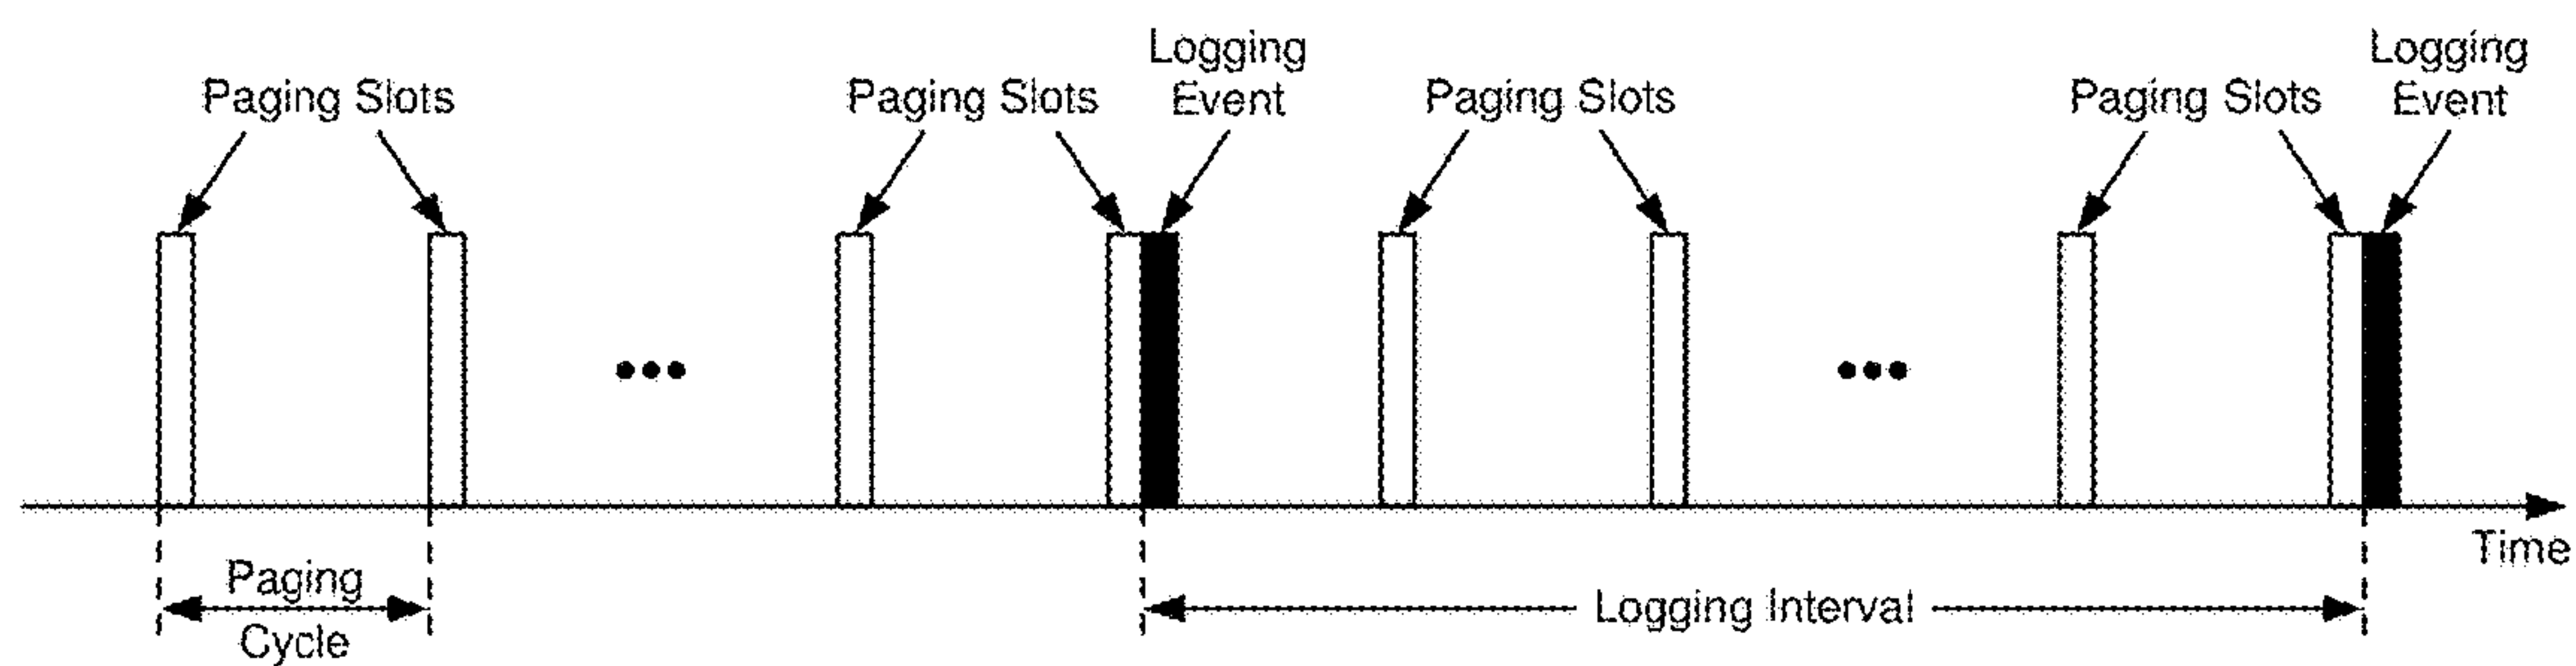 Paging Slots
Paging Slots
Logging
Event
Paging Slots
Paging Slots
Logging
Event
Time
Paging
Cycle
Logging Interval